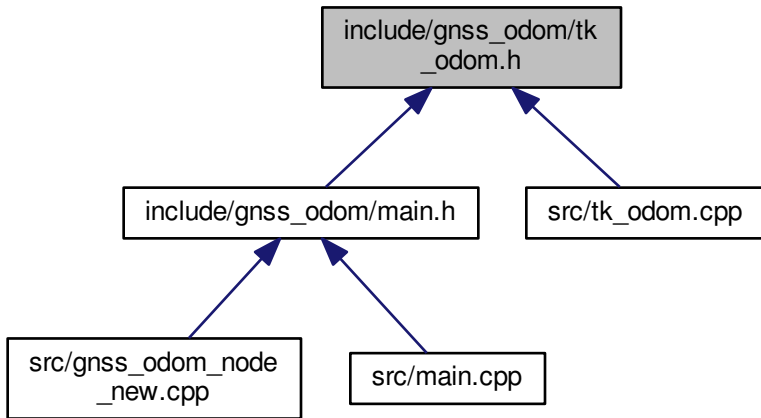 include/gnss_odom/tk
_odom.h
include/gnss_odom/main.h
src/tk_odom.cpp
src/gnss_odom_node
_new.cpp
src/main.cpp